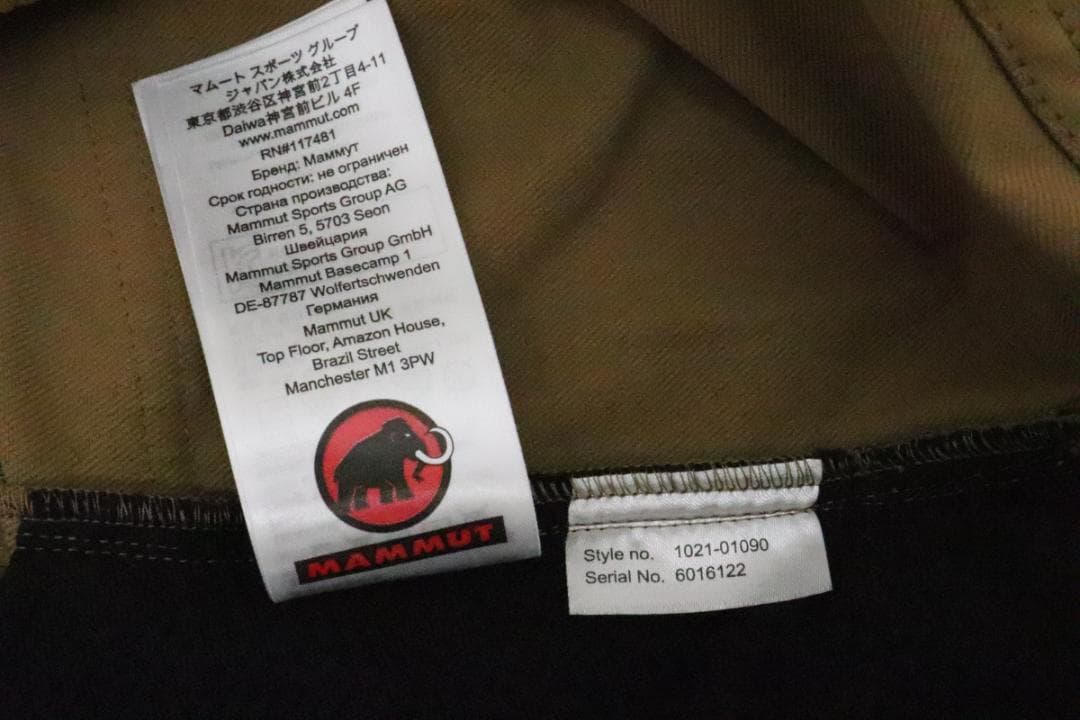 マムート スポーツ グループ
ジャパン株式会社
東京都渋谷区神宮前2丁目4-11
Daiwa神宮前ビル 4F
www.mammut.com
RN#117481
Бренд: Маммут
Срок годности: не ограничен
Страна производства:
Mammut Sports Group AG
Birren 5, 5703 Seon
Швейцария
Mammut Sports Group GmbH
Mammut Basecamp 1
DE-87787 Wolfertschwenden
Германия
Mammut UK
Top Floor, Amazon House,
Brazil Street
Manchester M1 3PW
MAMMUT
Style no. 1021-01090
Serial No. 6016122